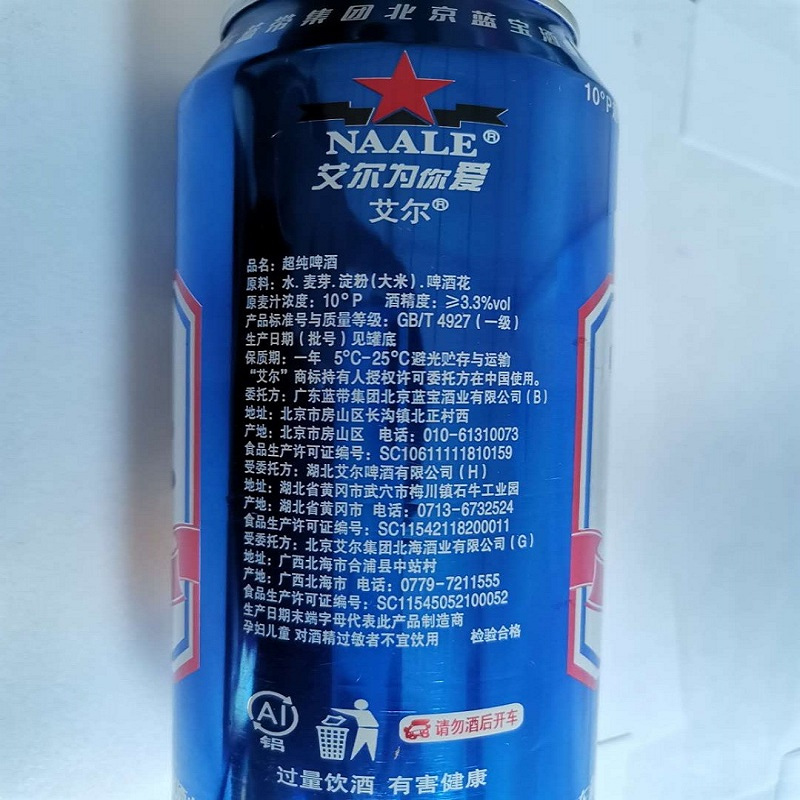 蓝带集团北京蓝宝酒
10°P
NAALE®
艾尔为你爱
艾尔®
品名：超纯啤酒
原料：水.麦芽.淀粉(大米).啤酒花
原麦汁浓度：10°P 酒精度：≥3.3%vol
产品标准号与质量等级：GB/T 4927(一级)
生产日期(批号)见罐底
保质期：一年 5°C-25°C避光贮存与运输
“艾尔”商标持有人授权许可委托方在中国使用。
委托方：广东蓝带集团北京蓝宝酒业有限公司(B)
地址：北京市房山区长沟镇北正村西
产地：北京市房山区 电话：010-61310073
食品生产许可证编号：SC10611111810159
受委托方：湖北艾尔啤酒有限公司(H)
地址：湖北省黄冈市武穴市梅川镇石牛工业园
产地：湖北省黄冈市 电话：0713-6732524
食品生产许可证编号：SC11542118200011
受委托方：北京艾尔集团北海酒业有限公司(G)
地址：广西北海市合浦县中站村
产地：广西北海市 电话：0779-7211555
食品生产许可证编号：SC11545052100052
生产日期末端字母代表此产品制造商
孕妇儿童 对酒精过敏者不宜饮用 检验合格
Al
铝
请勿酒后开车
过量饮酒 有害健康